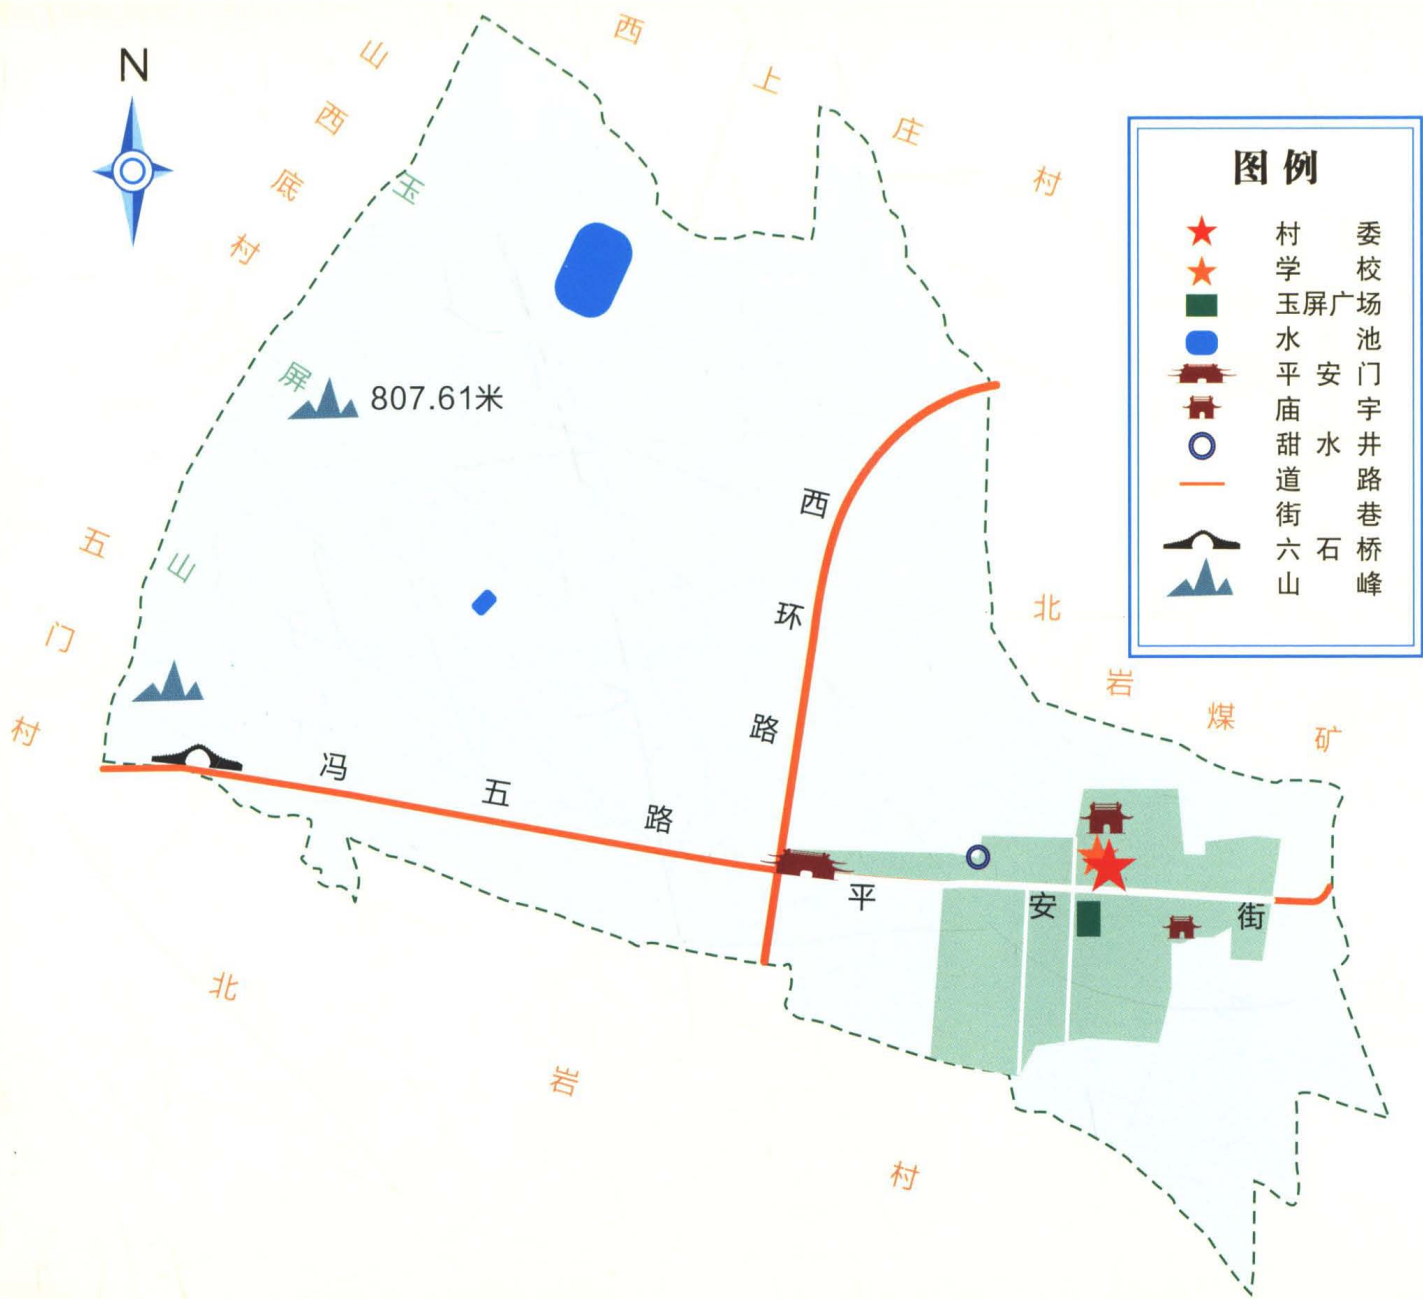 N
山西底村
西上庄村
玉屏山
807.61米
五门村
西环路
冯五路
平安街
北岩煤矿
北岩村
图例
村委
学校
玉屏广场
水池
平安门
庙宇
甜水井
道路
街巷
六石桥
山峰